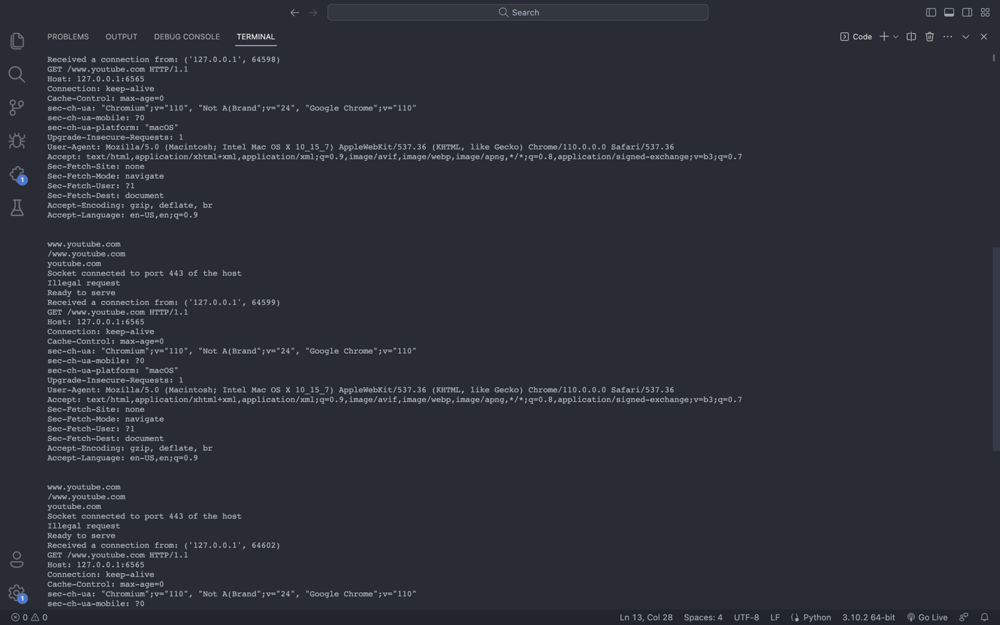 Search
PROBLEMS OUTPUT DEBUG CONSOLE TERMINAL Code
Received a connection from: ('127.0.0.1', 64598)
GET /www.youtube.com HTTP/1.1
Host: 127.0.0.1:6565
Connection: keep-alive
Cache-Control: max-age=0
sec-ch-ua: "Chromium";v="110", "Not A(Brand";v="24", "Google Chrome";v="110"
sec-ch-ua-mobile: ?0
sec-ch-ua-platform: "macOS"
Upgrade-Insecure-Requests: 1
User-Agent: Mozilla/5.0 (Macintosh; Intel Mac OS X 10_15_7) AppleWebKit/537.36 (KHTML, like Gecko) Chrome/110.0.0.0 Safari/537.36
Accept: text/html,application/xhtml+xml,application/xml;q=0.9,image/avif,image/webp,image/apng,*/*;q=0.8,application/signed-exchange;v=b3;q=0.7
Sec-Fetch-Site: none
Sec-Fetch-Mode: navigate
Sec-Fetch-User: ?1
Sec-Fetch-Dest: document
Accept-Encoding: gzip, deflate, br
Accept-Language: en-US,en;q=0.9
www.youtube.com
/www.youtube.com
youtube.com
Socket connected to port 443 of the host
Illegal request
Ready to serve
Received a connection from: ('127.0.0.1', 64599)
GET /www.youtube.com HTTP/1.1
Host: 127.0.0.1:6565
Connection: keep-alive
Cache-Control: max-age=0
sec-ch-ua: "Chromium";v="110", "Not A(Brand";v="24", "Google Chrome";v="110"
sec-ch-ua-mobile: ?0
sec-ch-ua-platform: "macOS"
Upgrade-Insecure-Requests: 1
User-Agent: Mozilla/5.0 (Macintosh; Intel Mac OS X 10_15_7) AppleWebKit/537.36 (KHTML, like Gecko) Chrome/110.0.0.0 Safari/537.36
Accept: text/html,application/xhtml+xml,application/xml;q=0.9,image/avif,image/webp,image/apng,*/*;q=0.8,application/signed-exchange;v=b3;q=0.7
Sec-Fetch-Site: none
Sec-Fetch-Mode: navigate
Sec-Fetch-User: ?1
Sec-Fetch-Dest: document
Accept-Encoding: gzip, deflate, br
Accept-Language: en-US,en;q=0.9
www.youtube.com
/www.youtube.com
youtube.com
Socket connected to port 443 of the host
Illegal request
Ready to serve
Received a connection from: ('127.0.0.1', 64602)
GET /www.youtube.com HTTP/1.1
Host: 127.0.0.1:6565
Connection: keep-alive
Cache-Control: max-age=0
sec-ch-ua: "Chromium";v="110", "Not A(Brand";v="24", "Google Chrome";v="110"
sec-ch-ua-mobile: ?0
1
1
0 0 Ln 13, Col 28 Spaces: 4 UTF-8 LF Python 3.10.2 64-bit Go Live